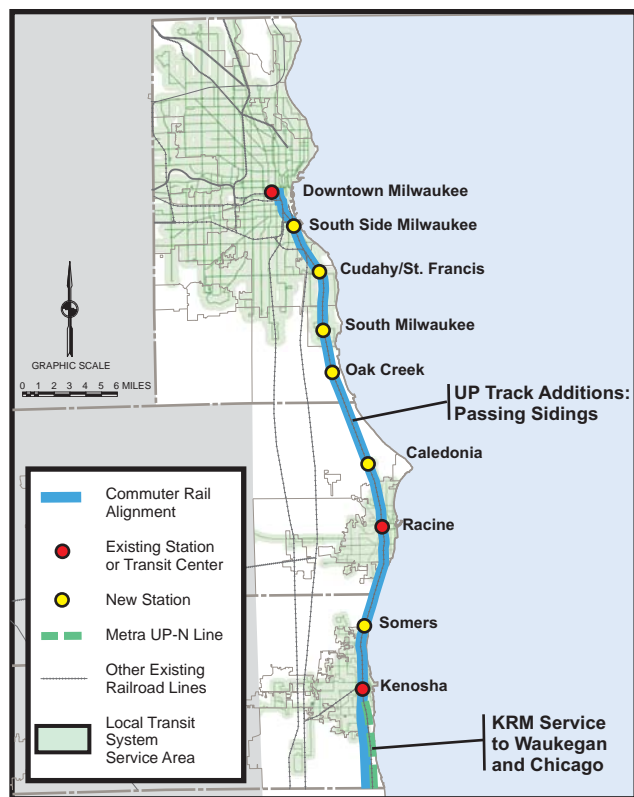 Downtown Milwaukee
South Side Milwaukee
Cudahy/St. Francis
South Milwaukee
GRAPHIC SCALE
0 1 2 3 4 5 6 MILES
Oak Creek
UP Track Additions:
Passing Sidings
Caledonia
Racine
Somers
Kenosha
KRM Service
to Waukegan
and Chicago
Commuter Rail
Alignment
Existing Station
or Transit Center
New Station
Metra UP-N Line
Other Existing
Railroad Lines
Local Transit
System
Service Area